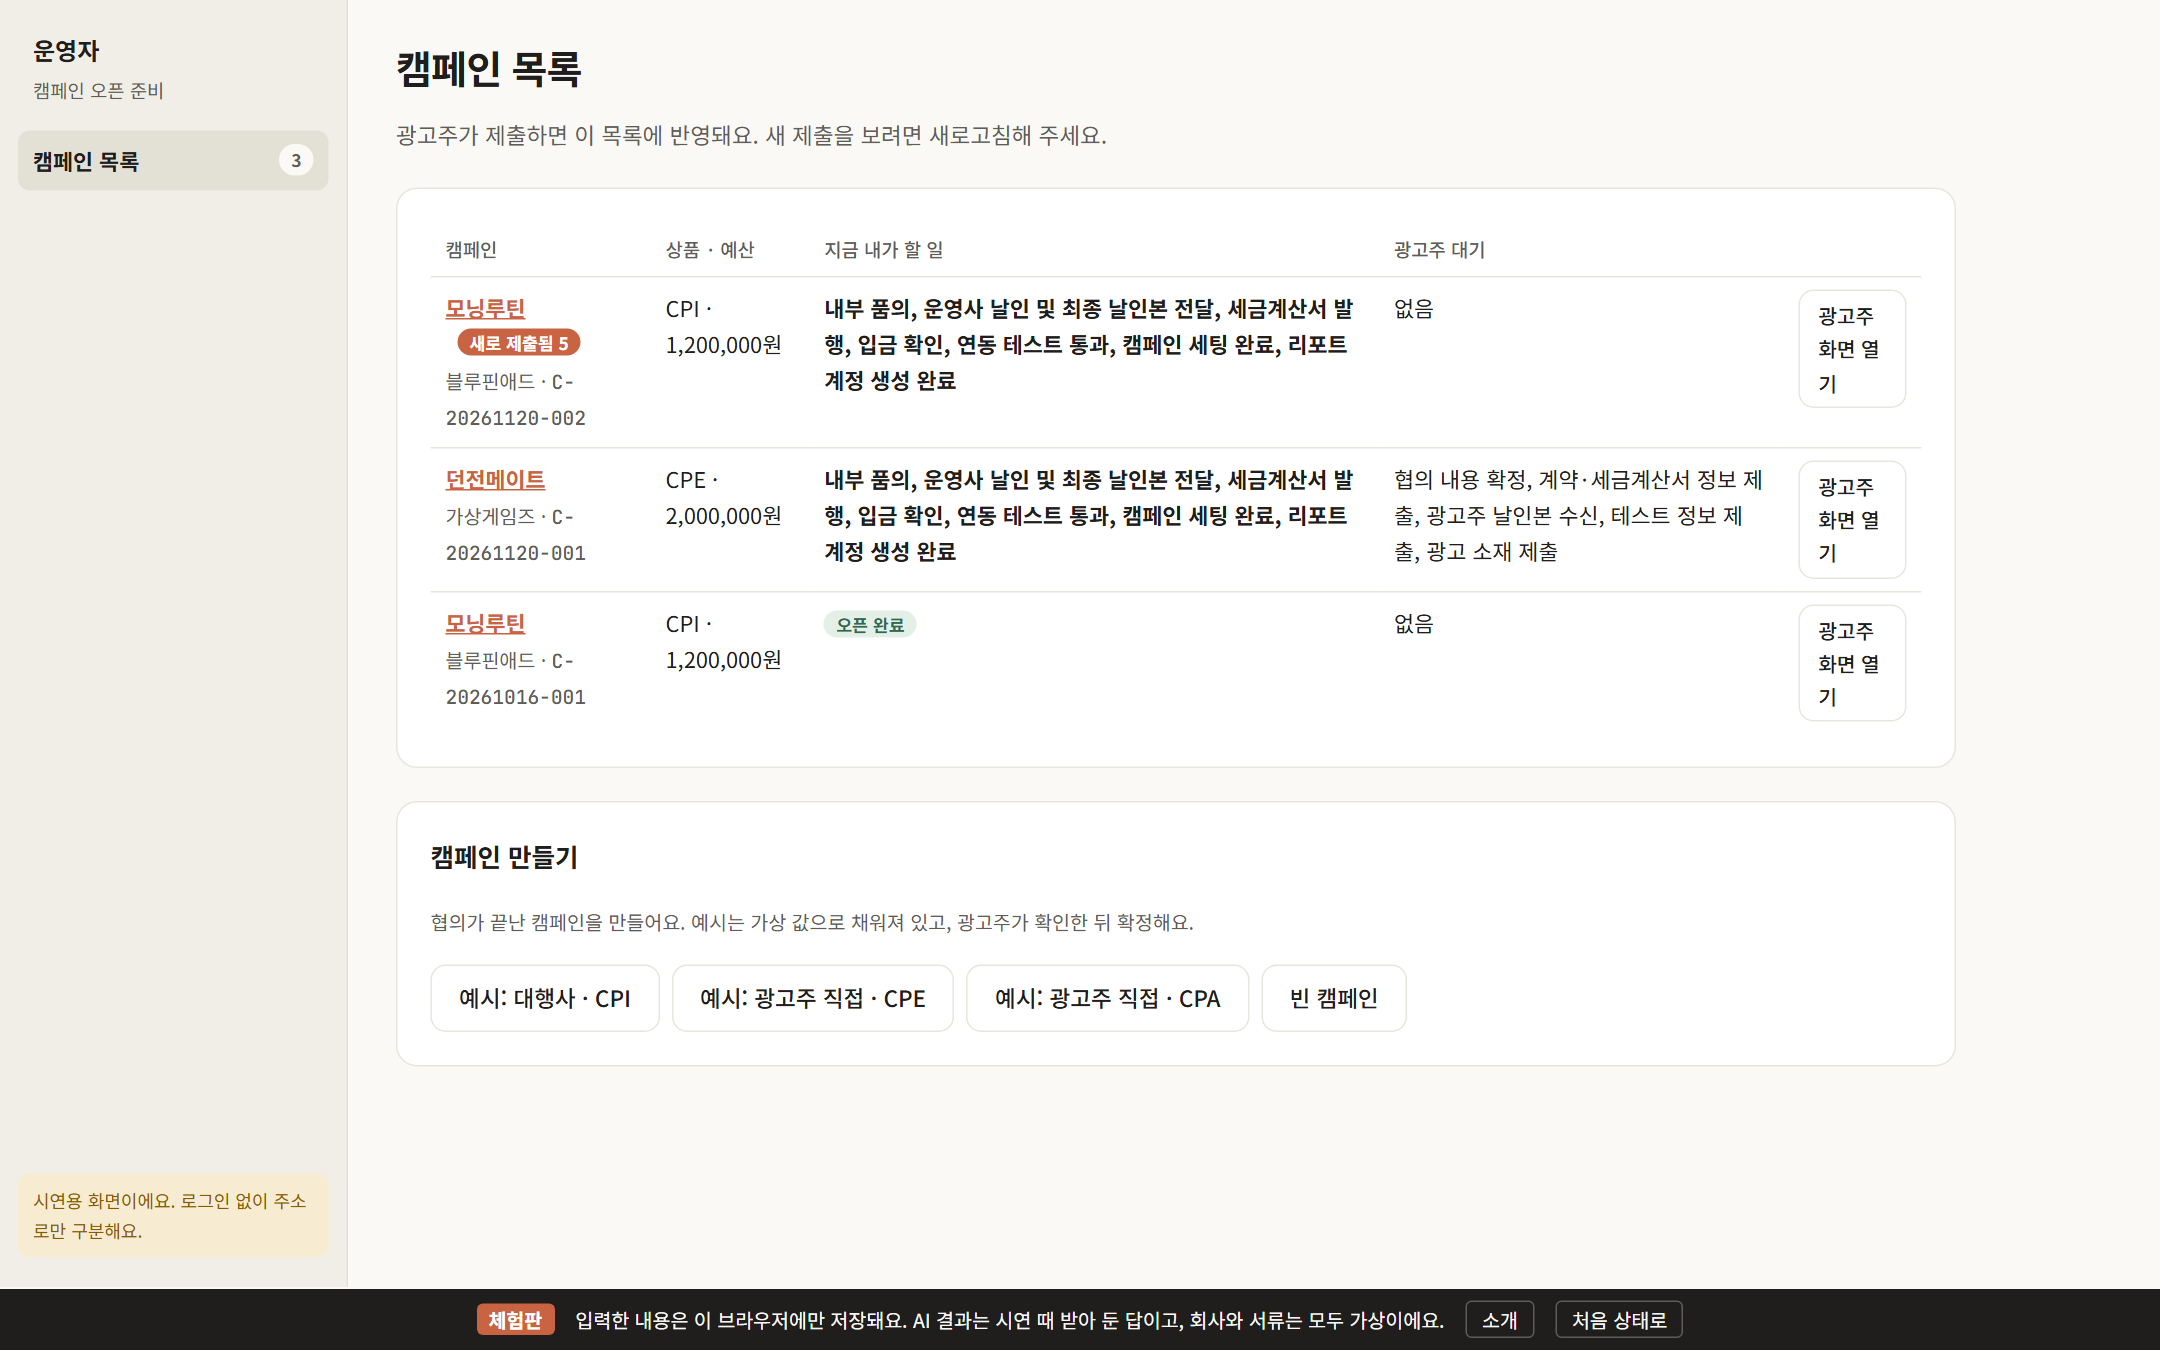 운영자
캠페인 오픈 준비
캠페인 목록 3
캠페인 목록
광고주가 제출하면 이 목록에 반영돼요. 새 제출을 보려면 새로고침해 주세요.
캠페인 상품 · 예산 지금 내가 할 일 광고주 대기
모닝루틴
새로 제출됨 5
블루핀애드 · C-
20261120-002
CPI ·
1,200,000원
내부 품의, 운영사 날인 및 최종 날인본 전달, 세금계산서 발
행, 입금 확인, 연동 테스트 통과, 캠페인 세팅 완료, 리포트
계정 생성 완료
없음
광고주
화면 열
기
던전메이트
가상게임즈 · C-
20261120-001
CPE ·
2,000,000원
내부 품의, 운영사 날인 및 최종 날인본 전달, 세금계산서 발
행, 입금 확인, 연동 테스트 통과, 캠페인 세팅 완료, 리포트
계정 생성 완료
협의 내용 확정, 계약·세금계산서 정보 제
출, 광고주 날인본 수신, 테스트 정보 제
출, 광고 소재 제출
광고주
화면 열
기
모닝루틴
블루핀애드 · C-
20261016-001
CPI ·
1,200,000원
오픈 완료
없음
광고주
화면 열
기
캠페인 만들기
협의가 끝난 캠페인을 만들어요. 예시는 가상 값으로 채워져 있고, 광고주가 확인한 뒤 확정해요.
예시: 대행사 · CPI 예시: 광고주 직접 · CPE 예시: 광고주 직접 · CPA 빈 캠페인
시연용 화면이에요. 로그인 없이 주소
로만 구분해요.
체험판 입력한 내용은 이 브라우저에만 저장돼요. AI 결과는 시연 때 받아 둔 답이고, 회사와 서류는 모두 가상이에요. 소개 처음 상태로